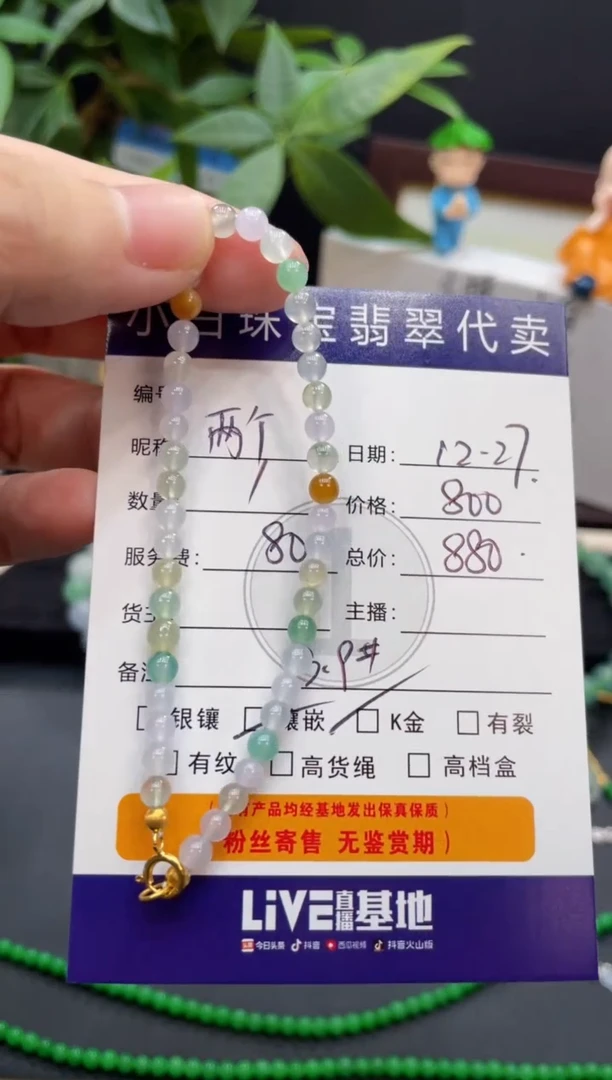 小白珠宝翡翠代卖
编号
昵称 两个 日期: 12-27.
数量 1 价格: 800
服务费: 80 总价: 880
货主 主播:
备注
银镶 镶嵌 K金 有裂
有纹 高货绳 高档盒
有产品均经基地发出保真保质)
粉丝寄售 无鉴赏期)
LiVE直播基地
头条 今日头条 抖音 西瓜视频 抖音火山版